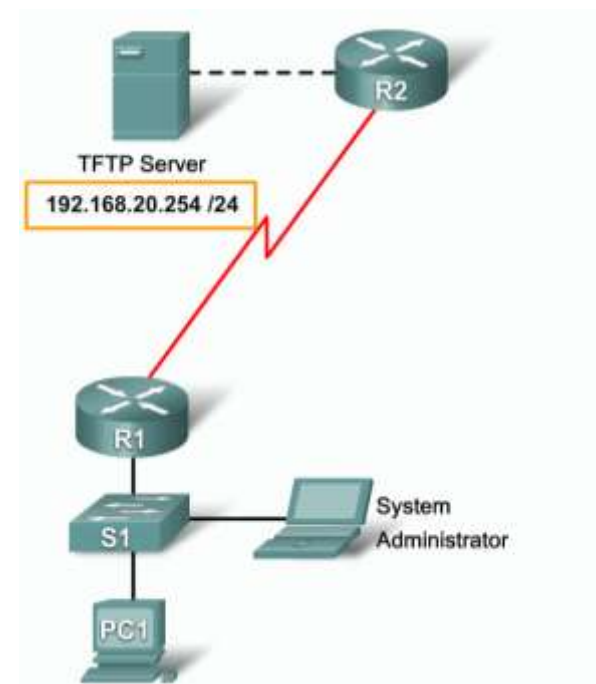 R2
TFTP Server
192.168.20.254 /24
R1
S1
System
Administrator
PC1